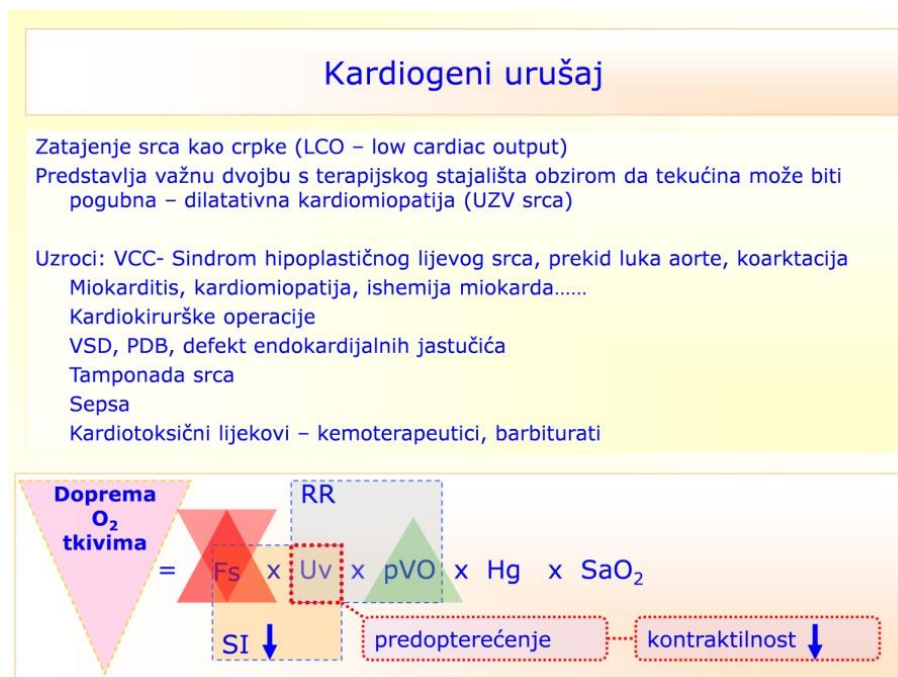 Kardiogeni urušaj
Zatajenje srca kao crpke (LCO – low cardiac output)
Predstavlja važnu dvojbu s terapijskog stajališta obzirom da tekućina može biti
pogubna – dilatativna kardiomiopatija (UZV srca)
Uzroci: VCC- Sindrom hipoplastičnog lijevog srca, prekid luka aorte, koarktacija
Miokarditis, kardiomiopatija, ishemija miokarda......
Kardiokirurške operacije
VSD, PDB, defekt endokardijalnih jastučića
Tamponada srca
Sepsa
Kardiotoksični lijekovi – kemoterapeutici, barbiturati
Doprema
O₂
tkivima
RR
= Fs x Uv x pVO x Hg x SaO₂
SI
predopterećenje
kontraktilnost